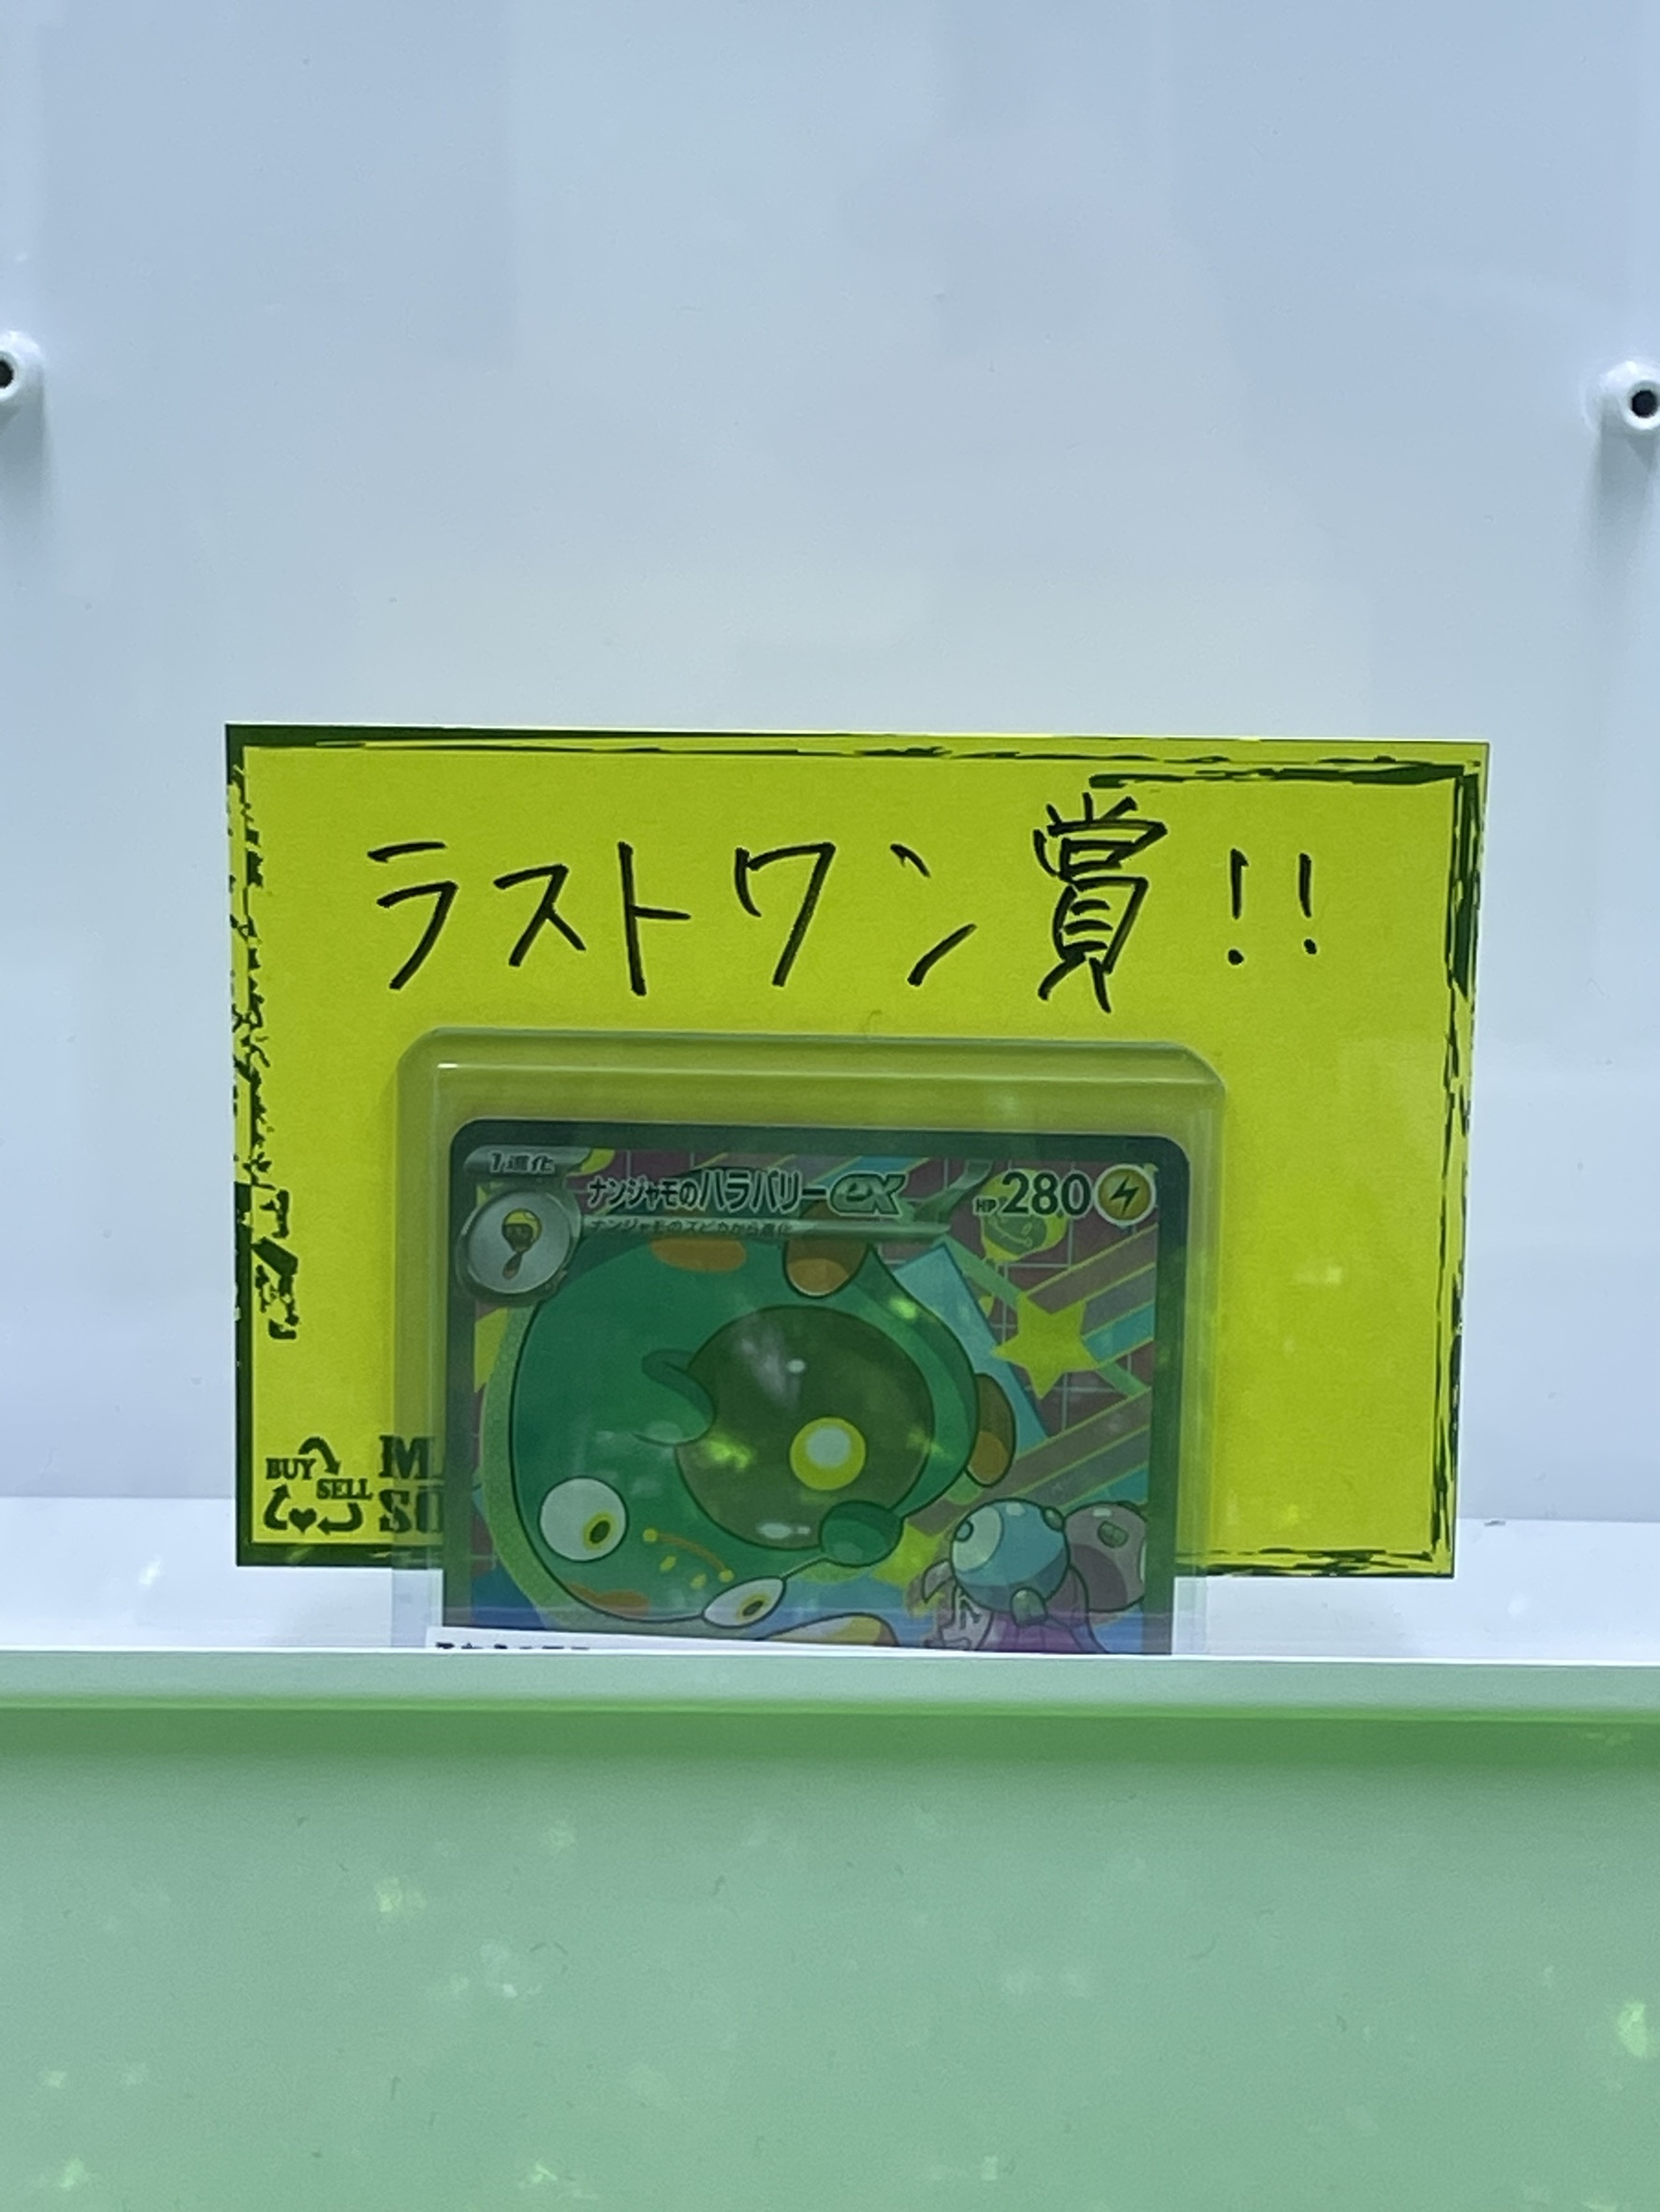 ラストワン賞!!
1進化
ナンジャモのハラバリーex
HP280
ナンジャモのズピカから進化
BUY
SELL